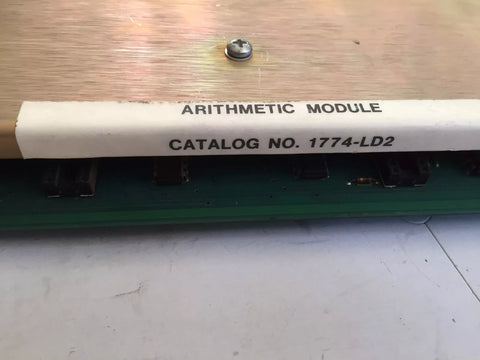 ARITHMETIC MODULE
CATALOG NO. 1774-LD2